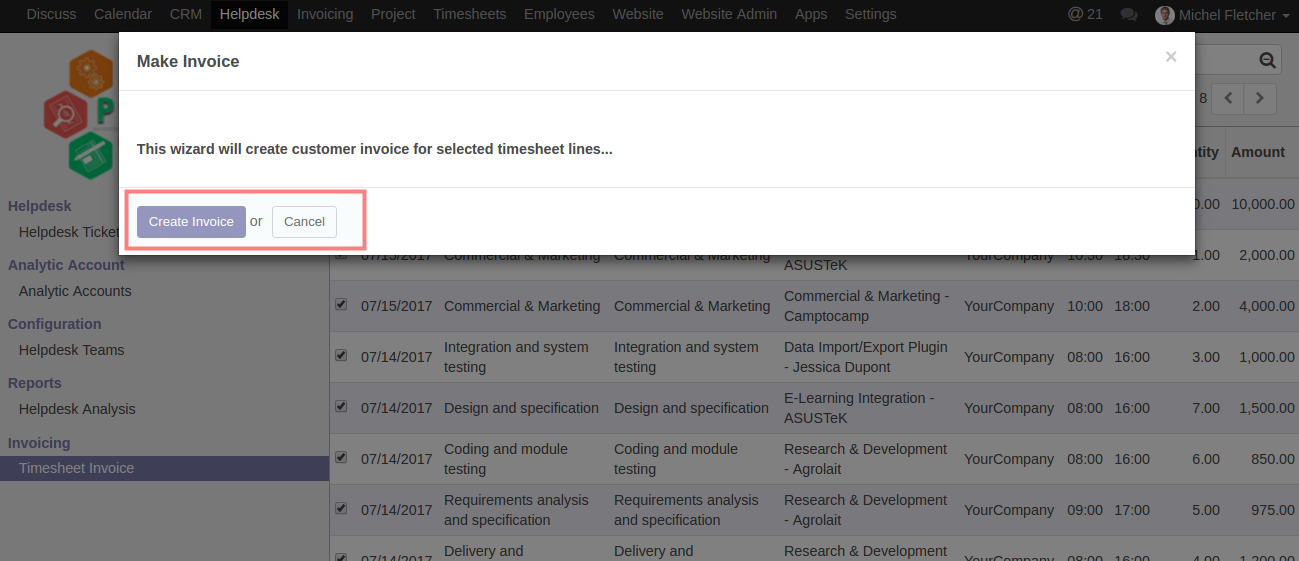 Discuss Calendar CRM Helpdesk Invoicing Project Timesheets Employees Website Website Admin Apps Settings @ 21 Michel Fletcher
Make Invoice ×
This wizard will create customer invoice for selected timesheet lines...
Create Invoice or Cancel
P
8
Helpdesk
Helpdesk Ticke
Analytic Account
Analytic Accounts
Configuration
Helpdesk Teams
Reports
Helpdesk Analysis
Invoicing
Timesheet Invoice
ntity Amount
0.00 10,000.00
07/15/2017 Commercial & Marketing Commercial & Marketing ASUSTeK YourCompany 10:30 18:30 1.00 2,000.00
07/15/2017 Commercial & Marketing Commercial & Marketing Commercial & Marketing - YourCompany 10:00 18:00 2.00 4,000.00
Camptocamp
07/14/2017 Integration and system Integration and system Data Import/Export Plugin YourCompany 08:00 16:00 3.00 1,000.00
testing testing - Jessica Dupont
07/14/2017 Design and specification Design and specification E-Learning Integration - YourCompany 08:00 16:00 7.00 1,500.00
ASUSTeK
07/14/2017 Coding and module Coding and module Research & Development YourCompany 08:00 16:00 6.00 850.00
testing testing - Agrolait
07/14/2017 Requirements analysis Requirements analysis Research & Development YourCompany 09:00 17:00 5.00 975.00
and specification and specification - Agrolait
07/14/2017 Delivery and Delivery and Research & Development YourCompany 08:00 16:00 4.00 1,200.00